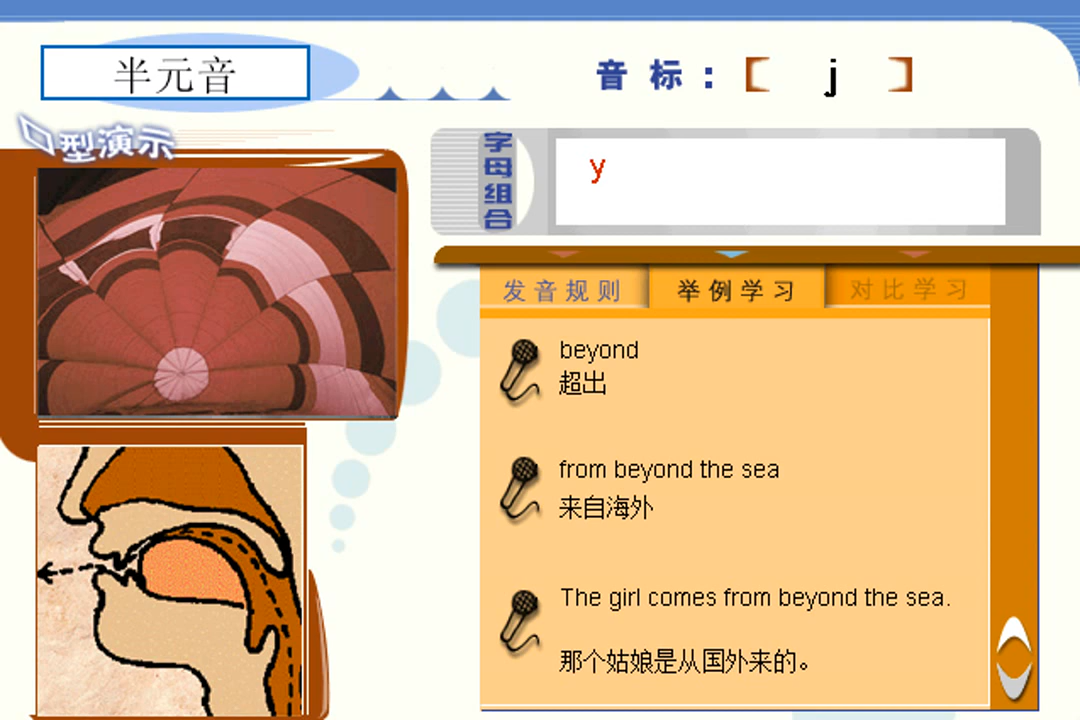 半元音
音标：【 j 】
口型演示
字母组合
y
发音规则 举例学习 对比学习
beyond
超出
from beyond the sea
来自海外
The girl comes from beyond the sea.
那个姑娘是从国外来的。